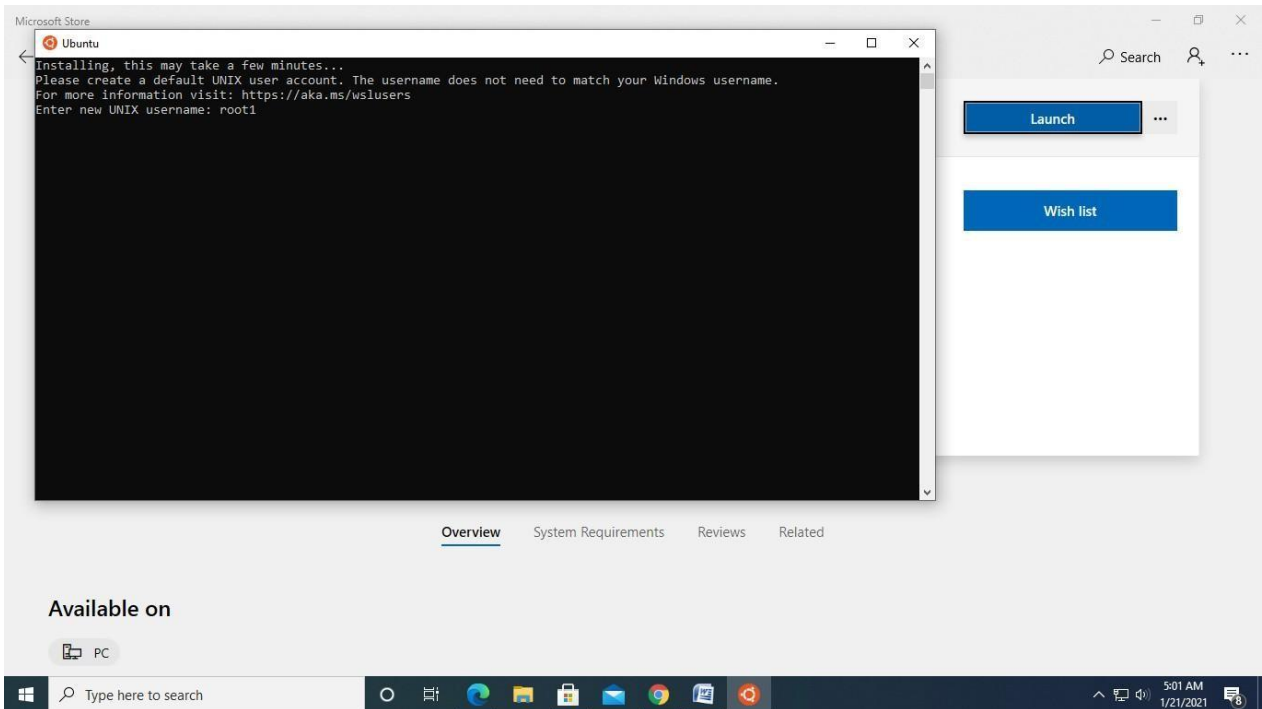 Microsoft Store
Ubuntu
Installing, this may take a few minutes...
Please create a default UNIX user account. The username does not need to match your Windows username.
For more information visit: https://aka.ms/wslusers
Enter new UNIX username: root1
Search
Launch
Wish list
Overview System Requirements Reviews Related
Available on
PC
Type here to search
5:01 AM
1/21/2021
8